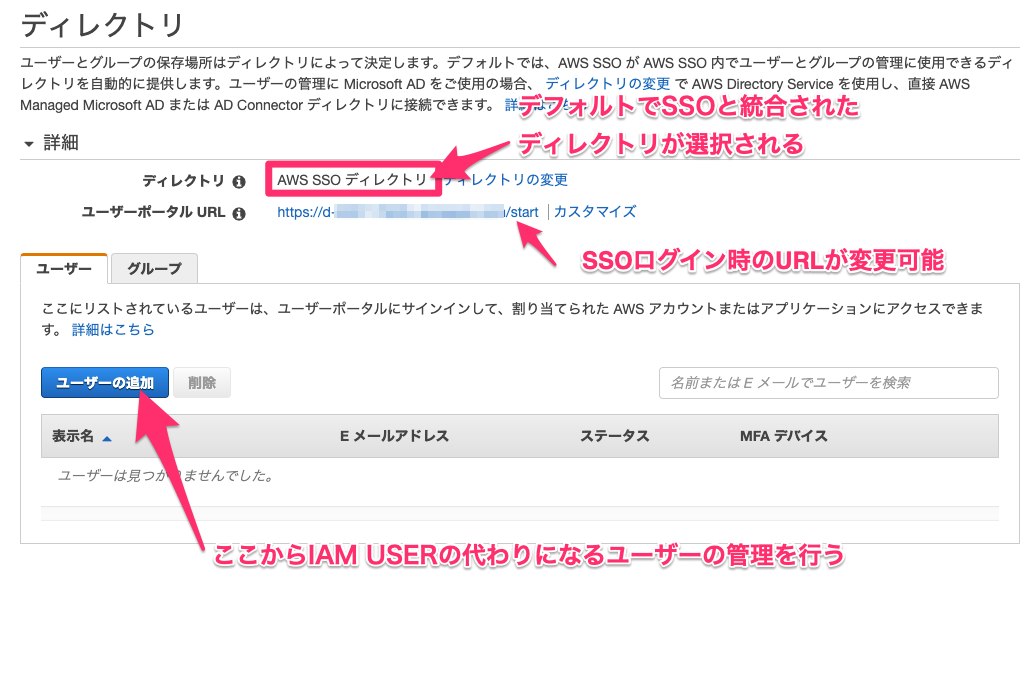 ディレクトリ
ユーザーとグループの保存場所はディレクトリによって決定します。デフォルトでは、AWS SSO が AWS SSO 内でユーザーとグループの管理に使用できるディ
レクトリを自動的に提供します。ユーザーの管理に Microsoft AD をご使用の場合、 ディレクトリの変更 で AWS Directory Service を使用し、直接 AWS
Managed Microsoft AD または AD Connector ディレクトリに接続できます。
デフォルトでSSOと統合された
ディレクトリが選択される
詳細
ディレクトリ AWS SSO ディレクトリ ディレクトリの変更
ユーザーポータル URL https://d- /start カスタマイズ
SSOログイン時のURLが変更可能
ユーザー グループ
ここにリストされているユーザーは、ユーザーポータルにサインインして、割り当てられた AWS アカウントまたはアプリケーションにアクセスできま
す。 詳細はこちら
ユーザーの追加 削除 名前または E メールでユーザーを検索
表示名 E メールアドレス ステータス MFA デバイス
ユーザーは見つかりませんでした。
ここからIAM USERの代わりになるユーザーの管理を行う